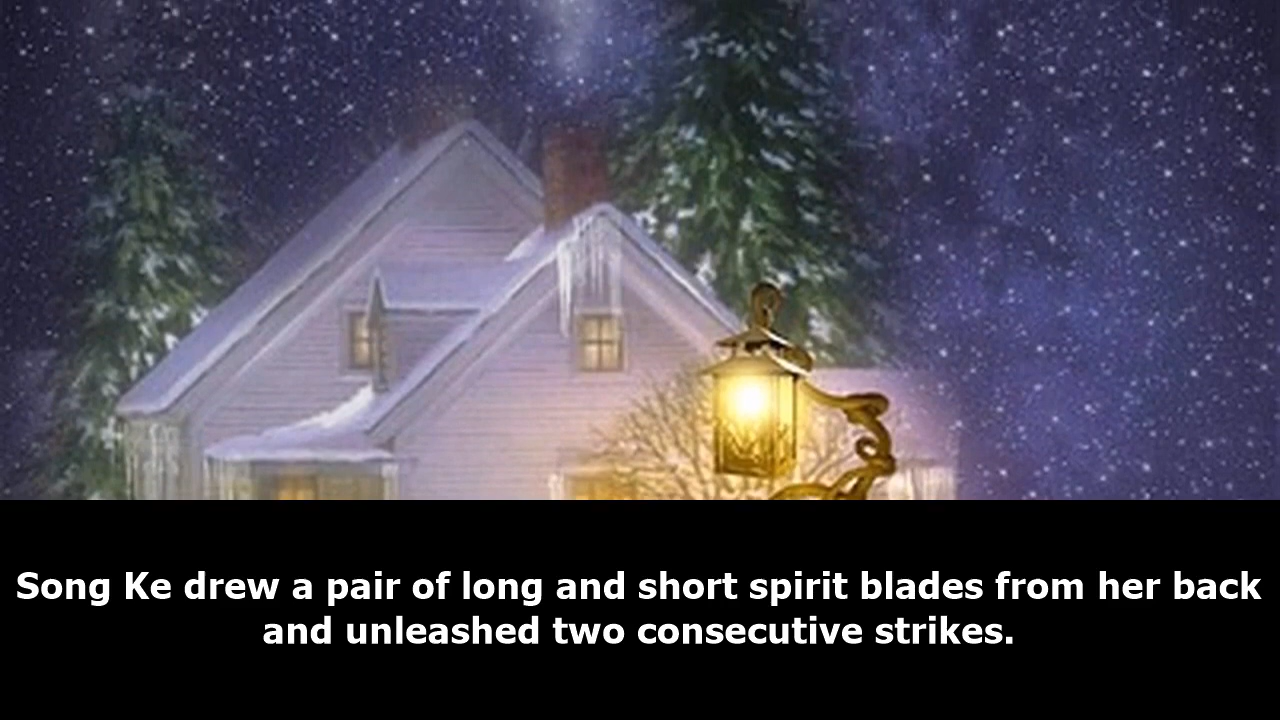 Song Ke drew a pair of long and short spirit blades from her back
and unleashed two consecutive strikes.